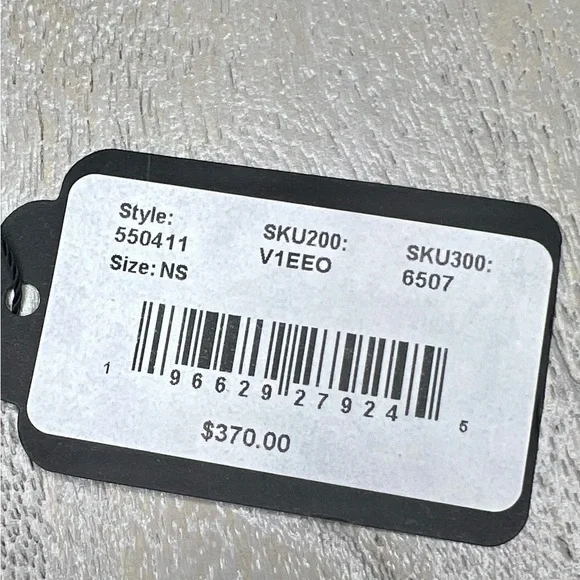 Style: 550411
Size: NS
SKU200: V1EEO
SKU300: 6507
1 96629 27924 5
$370.00